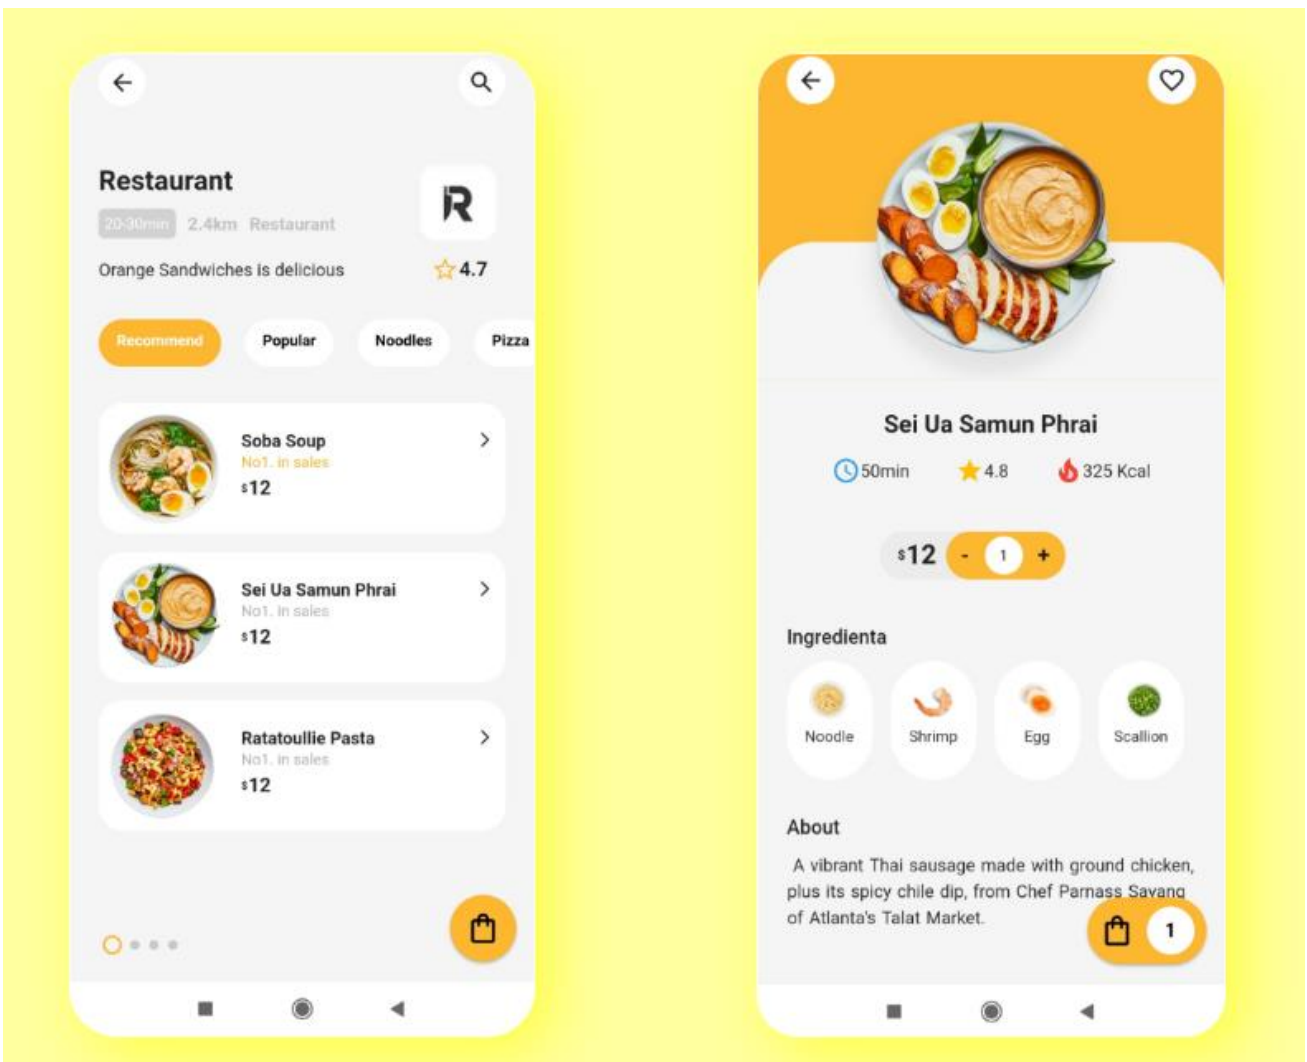 Restaurant
20-30min 2.4km Restaurant
Orange Sandwiches is delicious
4.7
Recommend Popular Noodles Pizza
Soba Soup
No1. in sales
$12
Sei Ua Samun Phrai
No1. in sales
$12
Ratatoullie Pasta
No1. in sales
$12
Sei Ua Samun Phrai
50min 4.8 325 Kcal
$12 - 1 +
Ingredienta
Noodle Shrimp Egg Scallion
About
A vibrant Thai sausage made with ground chicken,
plus its spicy chile dip, from Chef Parnass Savang
of Atlanta's Talat Market.
1